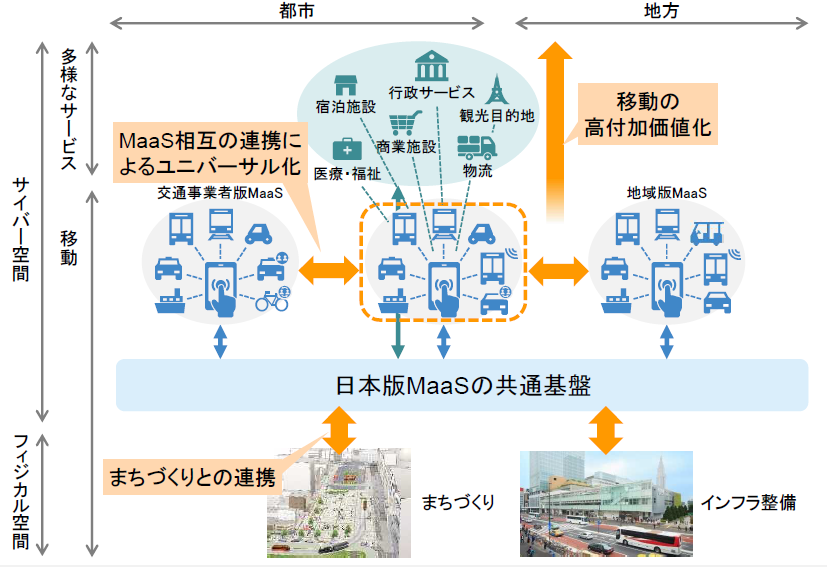 都市
地方
多様なサービス
サイバー空間
移動
フィジカル空間
行政サービス
宿泊施設
観光目的地
商業施設
医療・福祉
物流
移動の
高付加価値化
MaaS相互の連携に
よるユニバーサル化
交通事業者版MaaS
地域版MaaS
日本版MaaSの共通基盤
まちづくりとの連携
まちづくり
インフラ整備